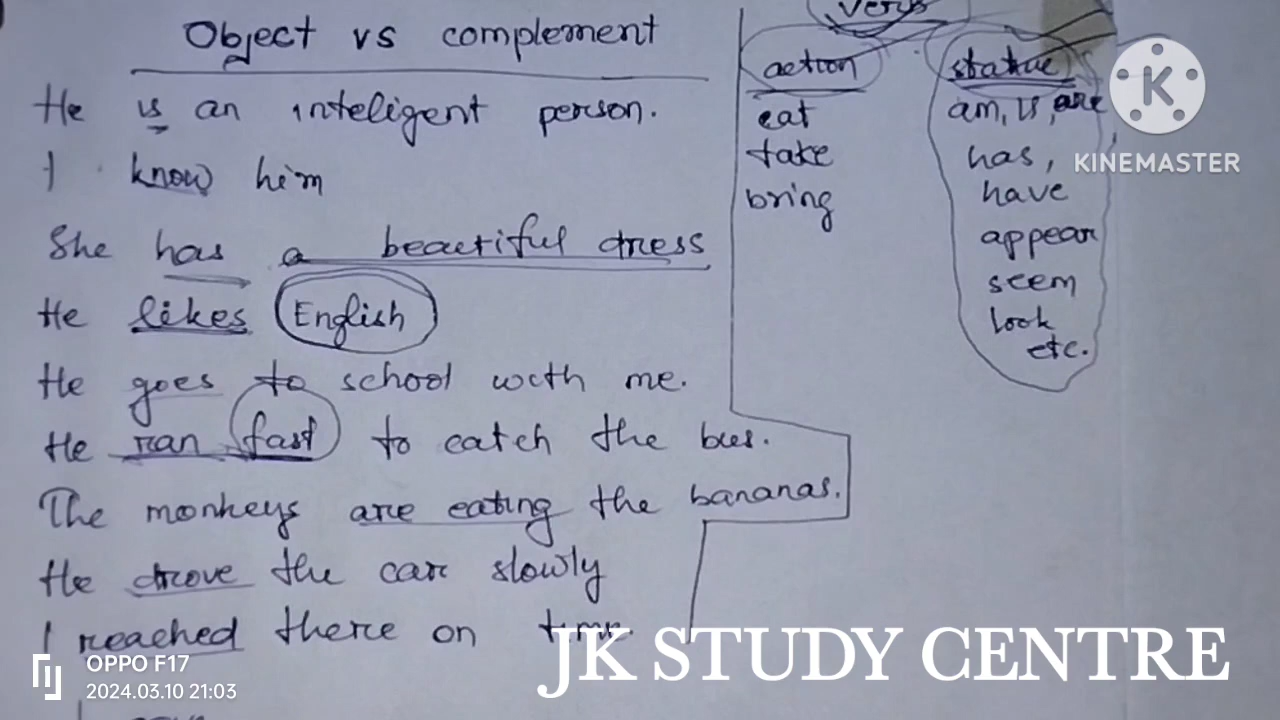 Object vs complement
He is an inteligent person.
I know him
She has a beautiful dress
He likes English
He goes to school with me.
He ran fast to catch the bus.
The monkeys are eating the bananas.
He drove the car slowly
I reached there on time.
Verb
action
eat
take
bring
statue
am, is, are
has,
have
appear
seem
look
etc.
K
KINEMASTER
JK STUDY CENTRE
OPPO F17
2024.03.10 21:03